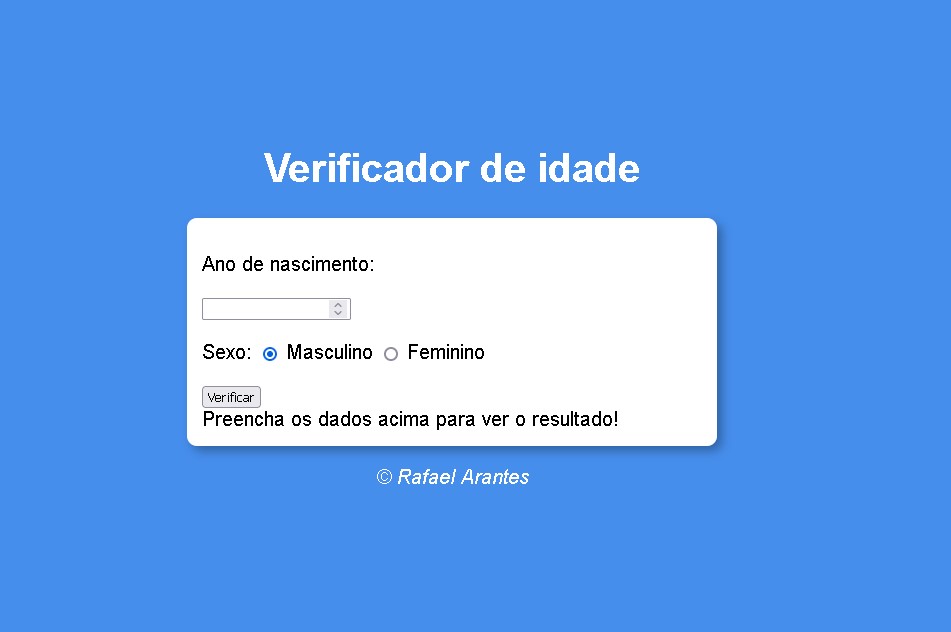 Verificador de idade
Ano de nascimento:
Sexo: Masculino Feminino
Verificar
Preencha os dados acima para ver o resultado!
© Rafael Arantes